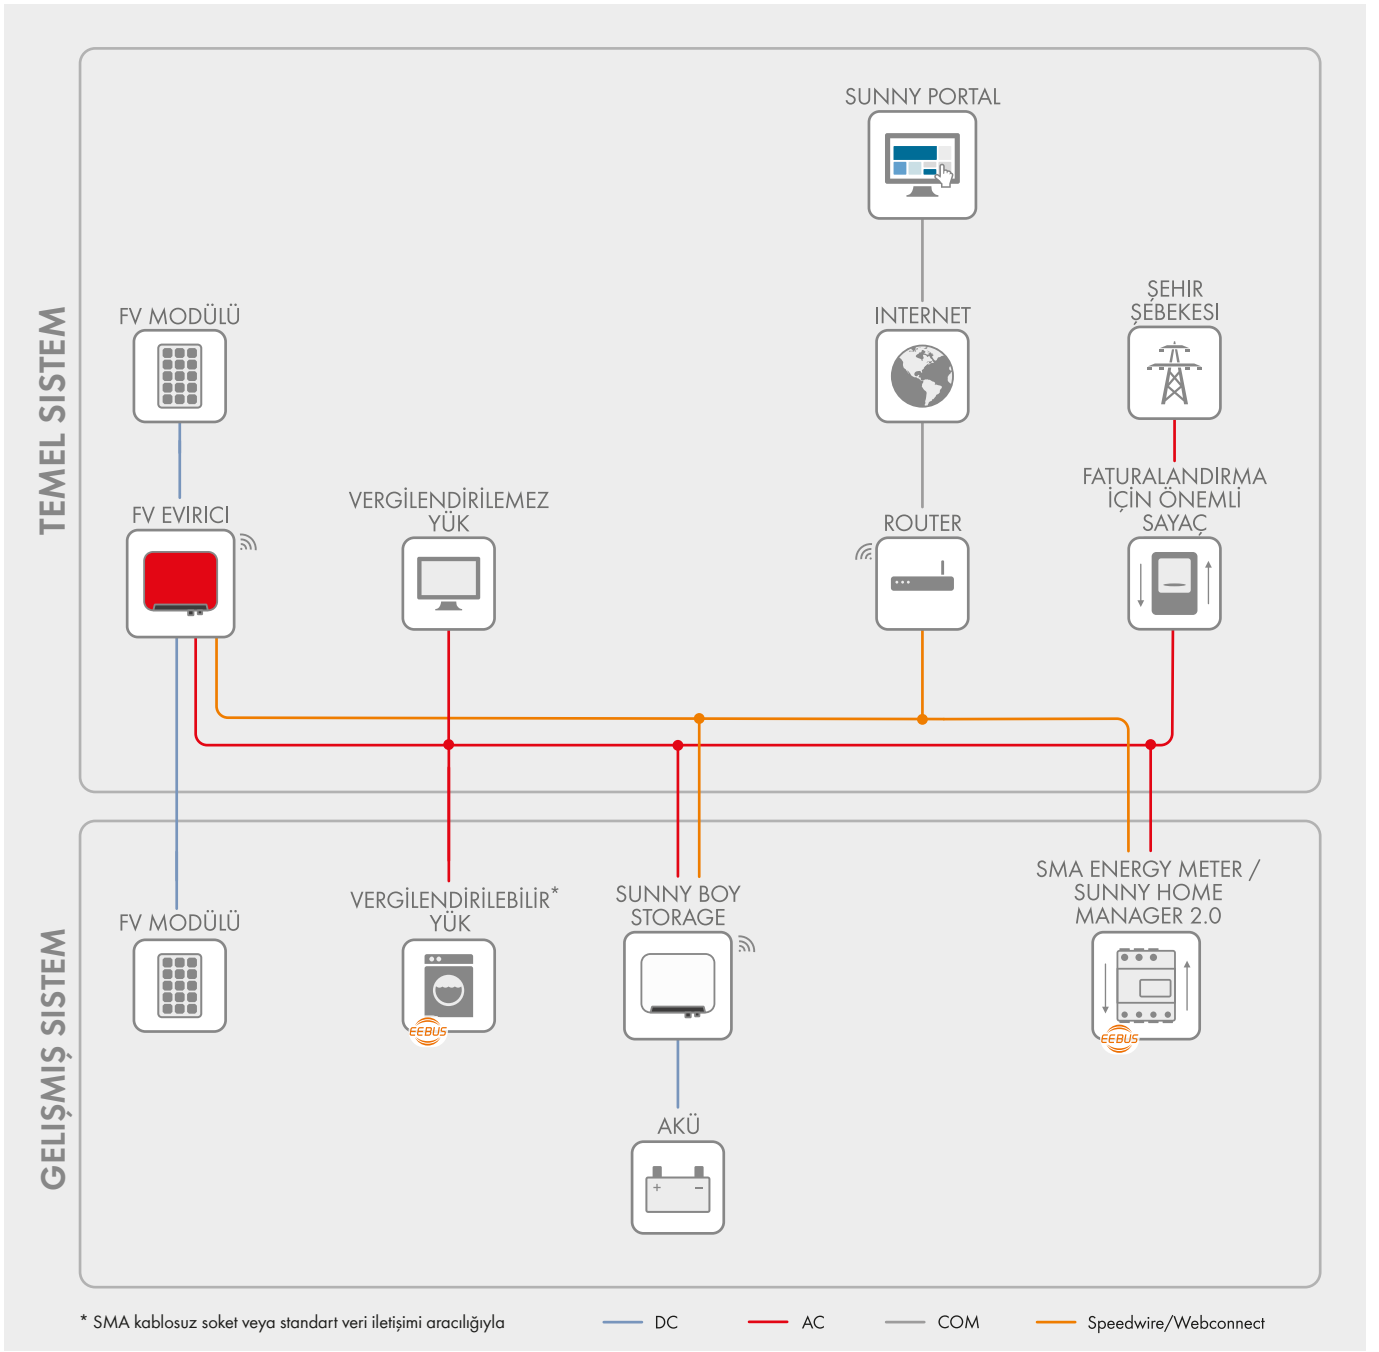 SUNNY PORTAL
TEMEL SISTEM
FV MODÜLÜ
INTERNET
ŞEHIR
ŞEBEKESI
FV EVIRICI
VERGİLENDİRİLEMEZ
YÜK
ROUTER
FATURALANDİRMA
İÇİN ÖNEMLİ
SAYAÇ
GELIŞMIŞ SISTEM
FV MODÜLÜ
VERGİLENDİRİLEBİLİR*
YÜK
EEBUS
SUNNY BOY
STORAGE
SMA ENERGY METER /
SUNNY HOME
MANAGER 2.0
EEBUS
AKÜ
+ −
* SMA kablosuz soket veya standart veri iletişimi aracılığıyla
DC
AC
COM
Speedwire/Webconnect